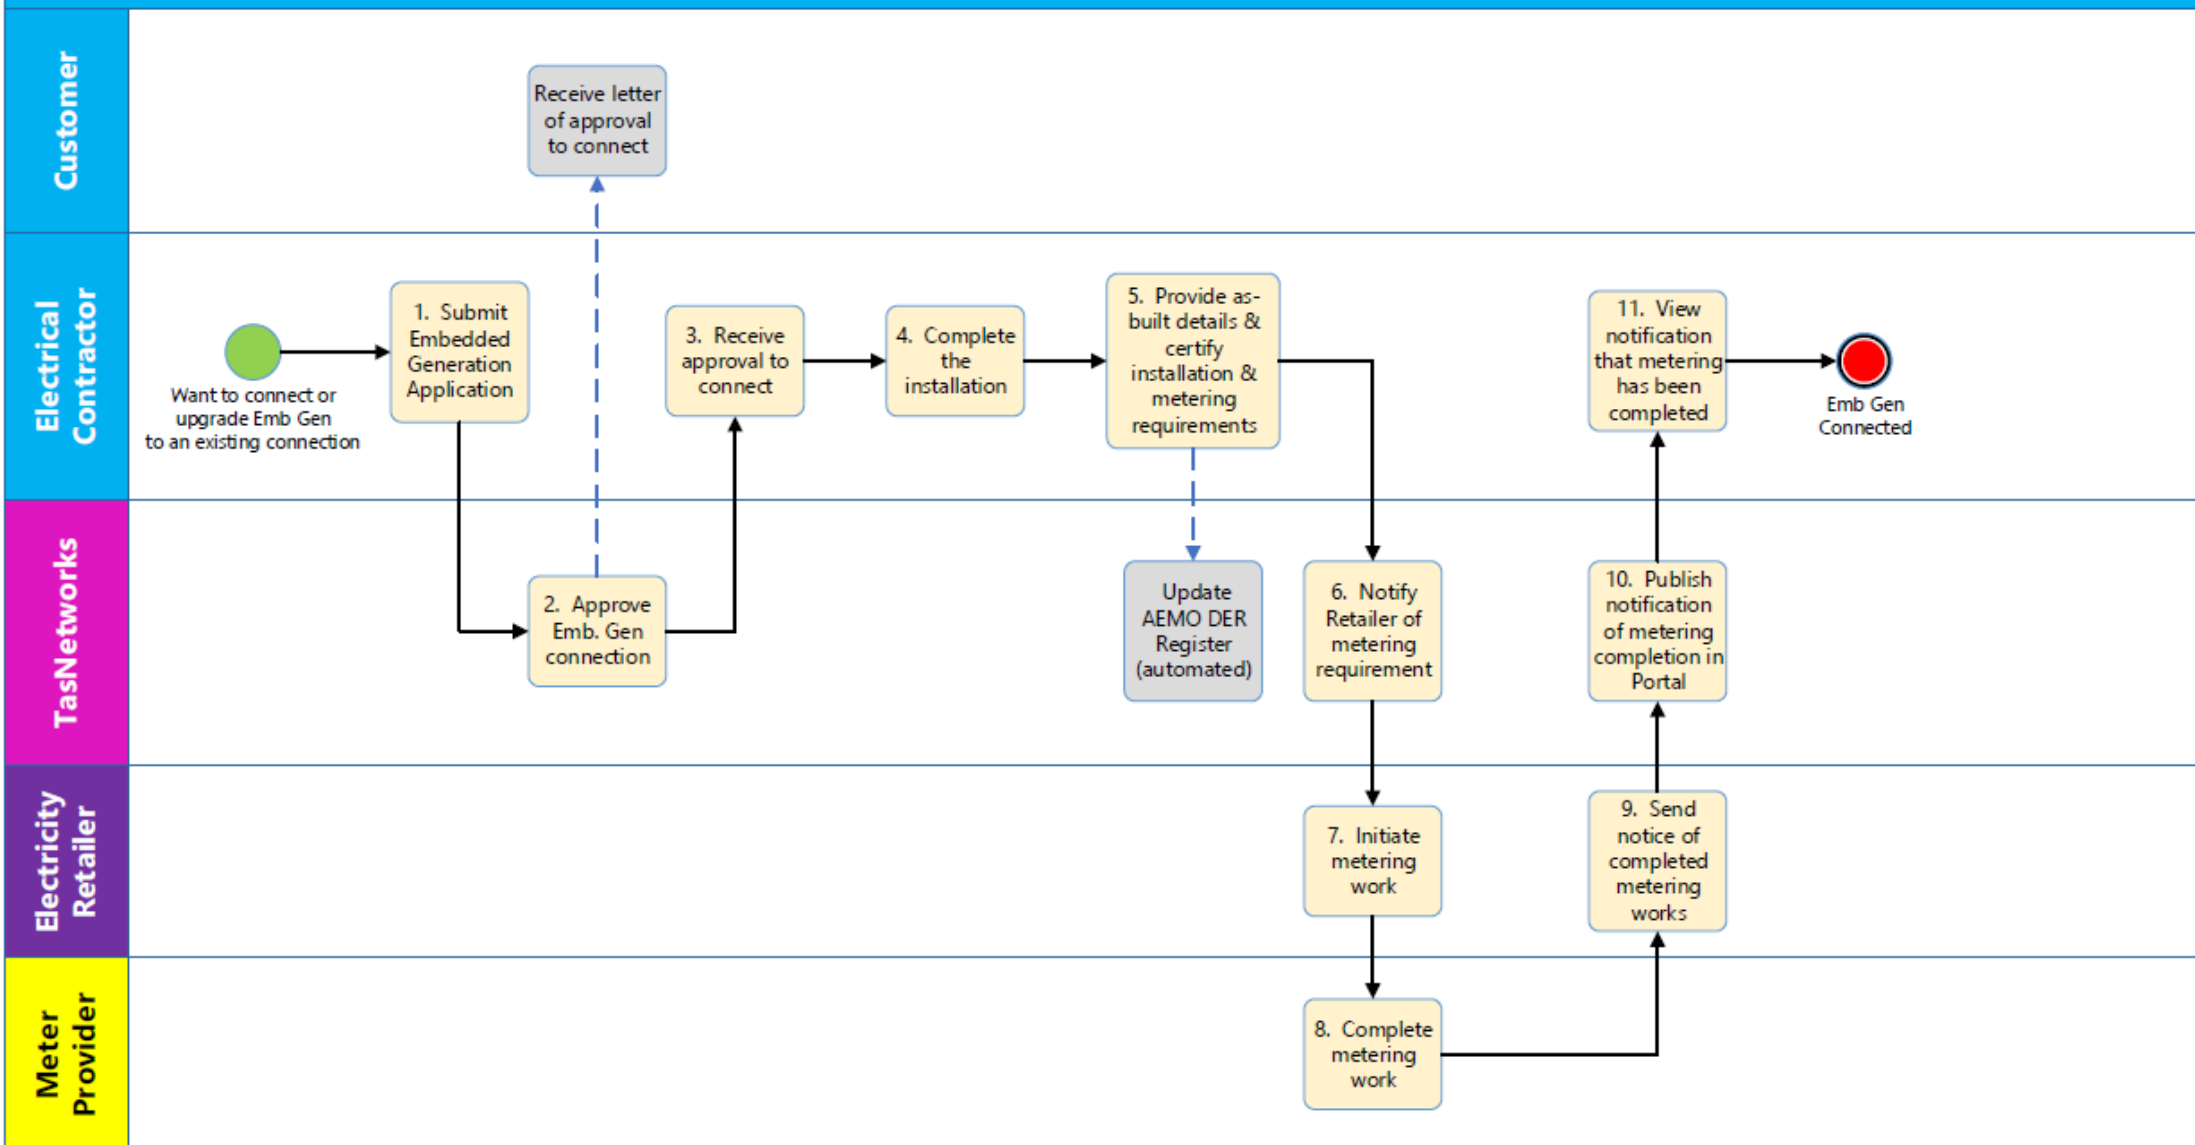 Customer
Receive letter
of approval
to connect
Electrical
Contractor
Want to connect or
upgrade Emb Gen
to an existing connection
1. Submit
Embedded
Generation
Application
3. Receive
approval to
connect
4. Complete
the
installation
5. Provide as-
built details &
certify
installation &
metering
requirements
11. View
notification
that metering
has been
completed
Emb Gen
Connected
TasNetworks
2. Approve
Emb. Gen
connection
Update
AEMO DER
Register
(automated)
6. Notify
Retailer of
metering
requirement
10. Publish
notification
of metering
completion in
Portal
Electricity
Retailer
7. Initiate
metering
work
9. Send
notice of
completed
metering
works
Meter
Provider
8. Complete
metering
work